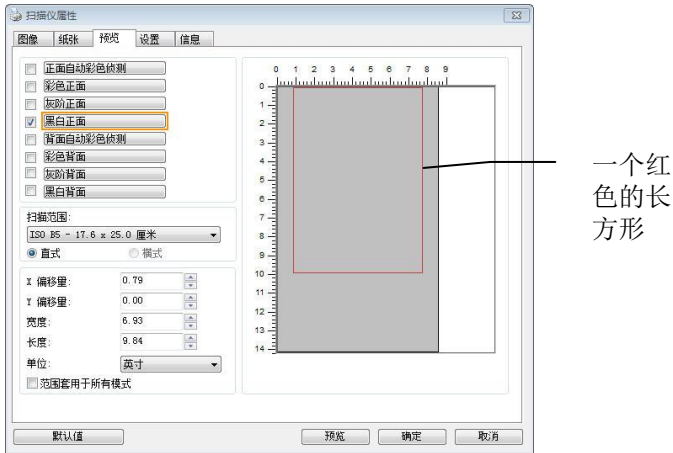 扫描仪属性
图像 纸张 预览 设置 信息
正面自动彩色侦测
彩色正面
灰阶正面
黑白正面
背面自动彩色侦测
彩色背面
灰阶背面
黑白背面
扫描范围:
ISO B5 - 17.6 x 25.0 厘米
直式 横式
X 偏移量: 0.79
Y 偏移量: 0.00
宽度: 6.93
长度: 9.84
单位: 英寸
范围套用于所有模式
0 1 2 3 4 5 6 7 8 9
0
1
2
3
4
5
6
7
8
9
10
11
12
13
14
一个红
色的长
方形
默认值 预览 确定 取消